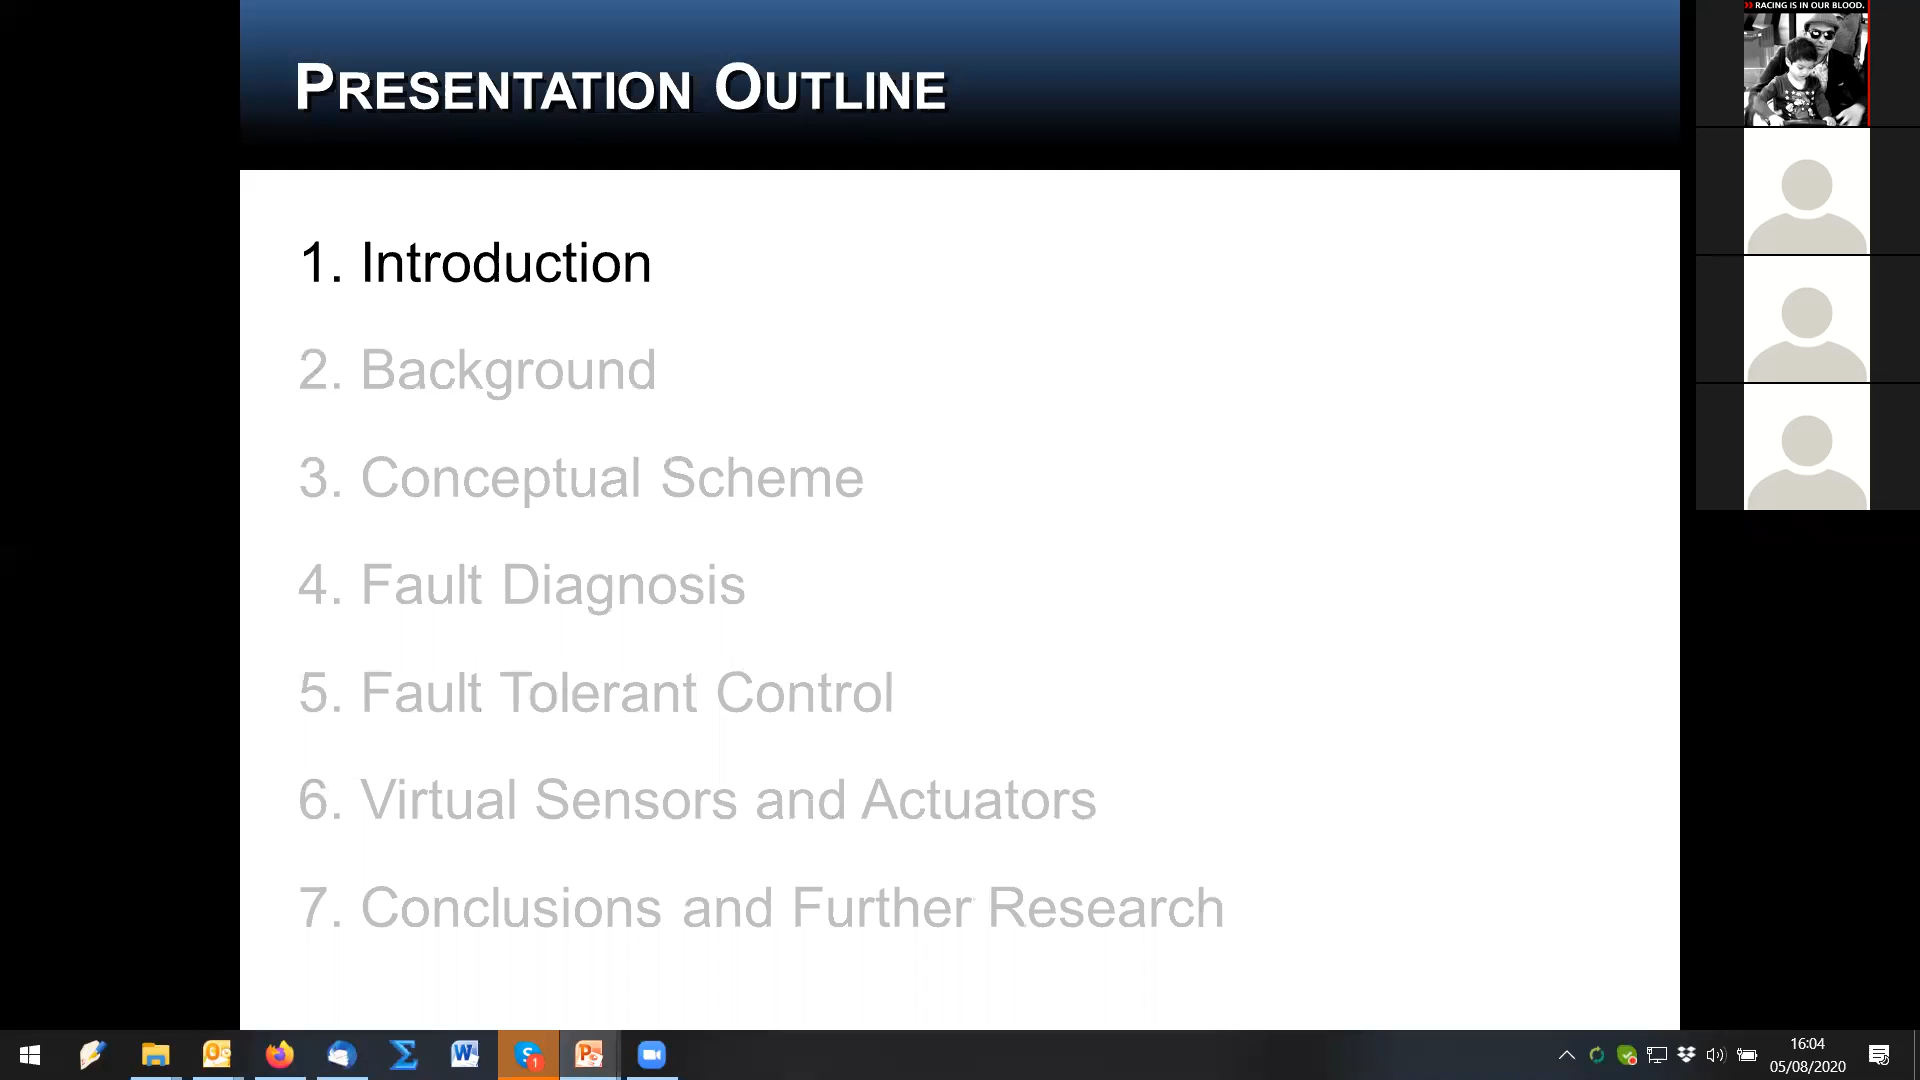 PRESENTATION OUTLINE
1. Introduction
2. Background
3. Conceptual Scheme
4. Fault Diagnosis
5. Fault Tolerant Control
6. Virtual Sensors and Actuators
7. Conclusions and Further Research
RACING IS IN OUR BLOOD.
16:04
05/08/2020